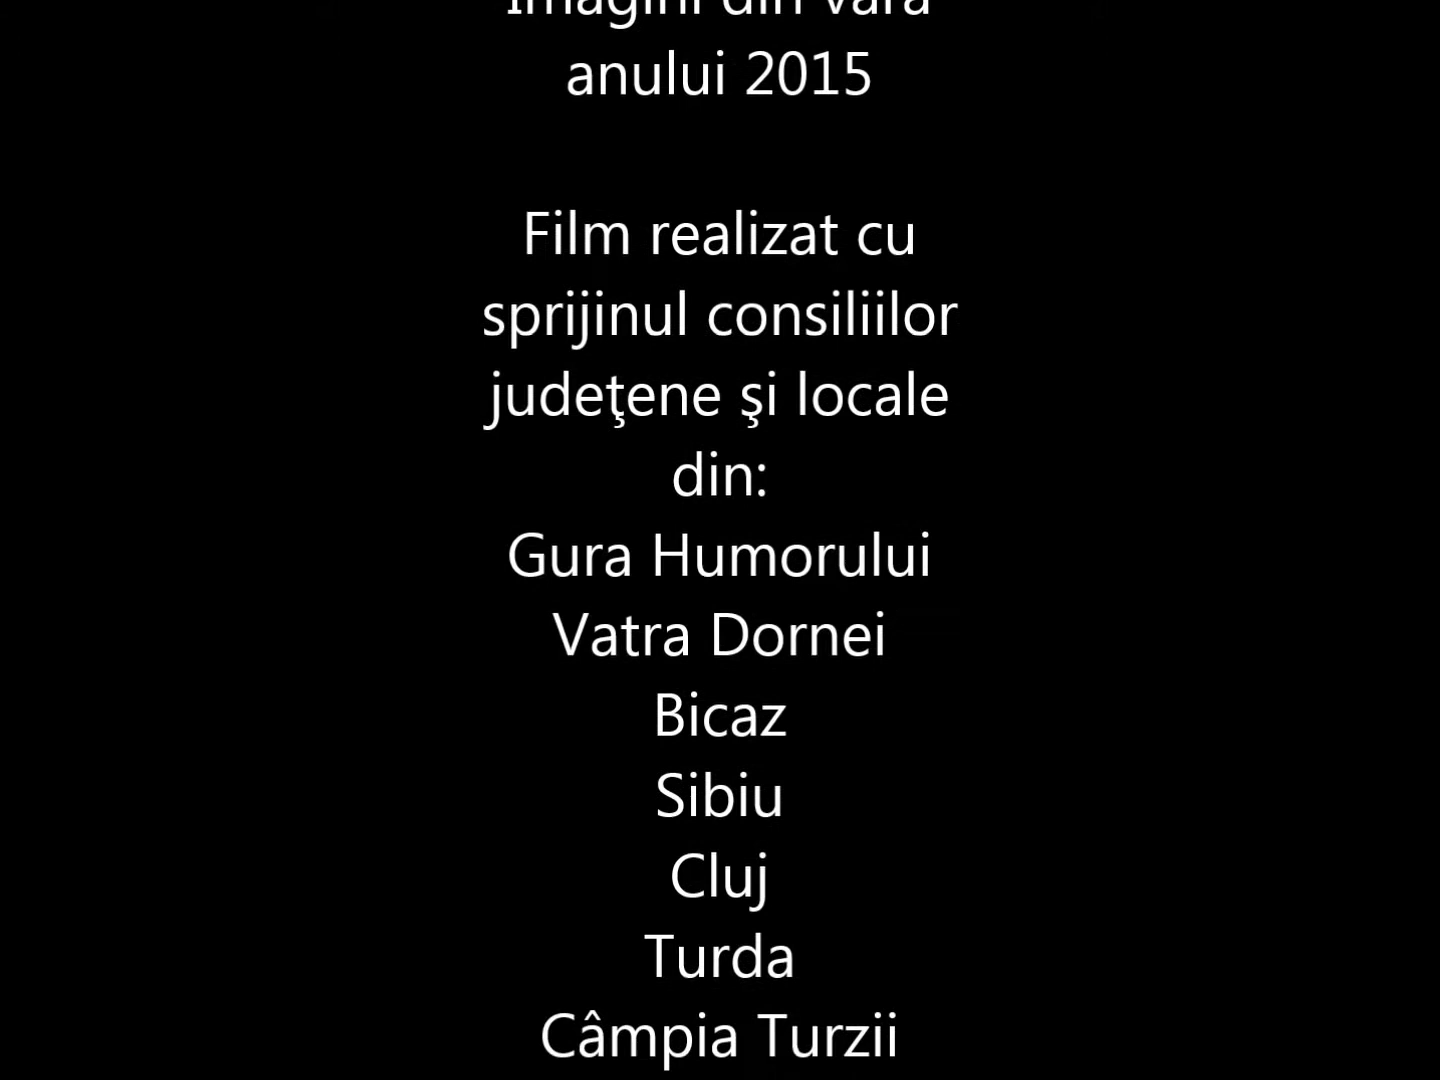 Imagini din vara
anului 2015
Film realizat cu
sprijinul consiliilor
judeţene şi locale
din:
Gura Humorului
Vatra Dornei
Bicaz
Sibiu
Cluj
Turda
Câmpia Turzii